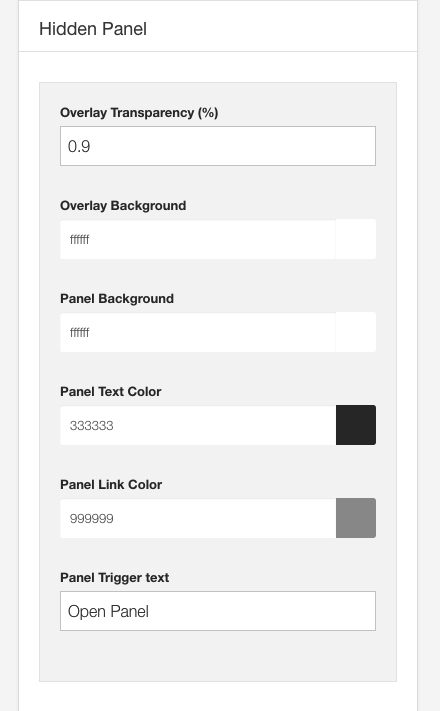 Hidden Panel
Overlay Transparency (%)
0.9
Overlay Background
ffffff
Panel Background
ffffff
Panel Text Color
333333
Panel Link Color
999999
Panel Trigger text
Open Panel